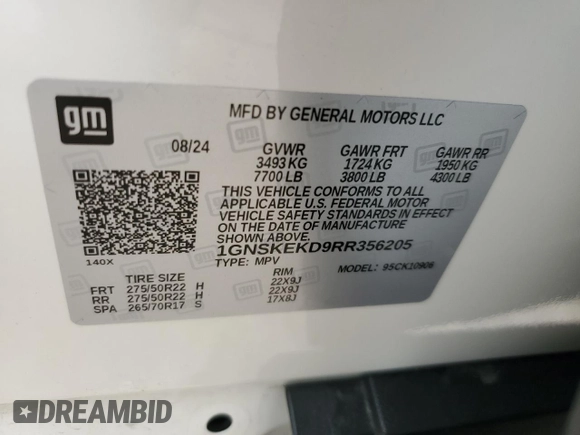 gm
MFD BY GENERAL MOTORS LLC
08/24 GVWR GAWR FRT GAWR RR
3493 KG 1724 KG 1950 KG
7700 LB 3800 LB 4300 LB
THIS VEHICLE CONFORMS TO ALL
APPLICABLE U.S. FEDERAL MOTOR
VEHICLE SAFETY STANDARDS IN EFFECT
ON THE DATE OF MANUFACTURE
SHOWN ABOVE.
1GNSKEKD9RR356205
140X TYPE: MPV MODEL: 95CK10906
TIRE SIZE RIM
FRT 275/50R22 H 22X9J
RR 275/50R22 H 22X9J
SPA 265/70R17 S 17X8J
DREAMBID